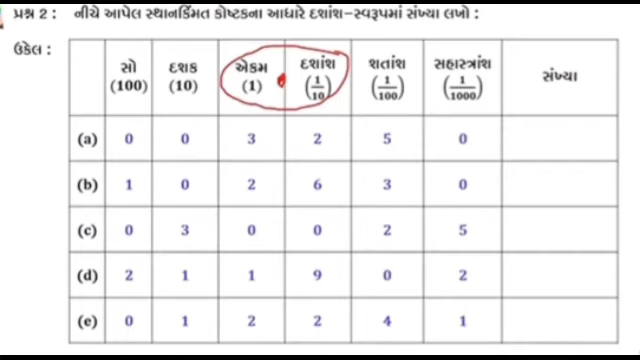 પ્રશ્ન 2 : નીચે આપેલ સ્થાનકિંમત કોષ્ટકના આધારે દશાંશ-સ્વરૂપમાં સંખ્યા લખો :
ઉકેલ :
સો (100) દશક (10) એકમ (1) દશાંશ (1/10) શતાંશ (1/100) સહાસ્ત્રાંશ (1/1000) સંખ્યા
(a) 0 0 3 2 5 0
(b) 1 0 2 6 3 0
(c) 0 3 0 0 2 5
(d) 2 1 1 9 0 2
(e) 0 1 2 2 4 1